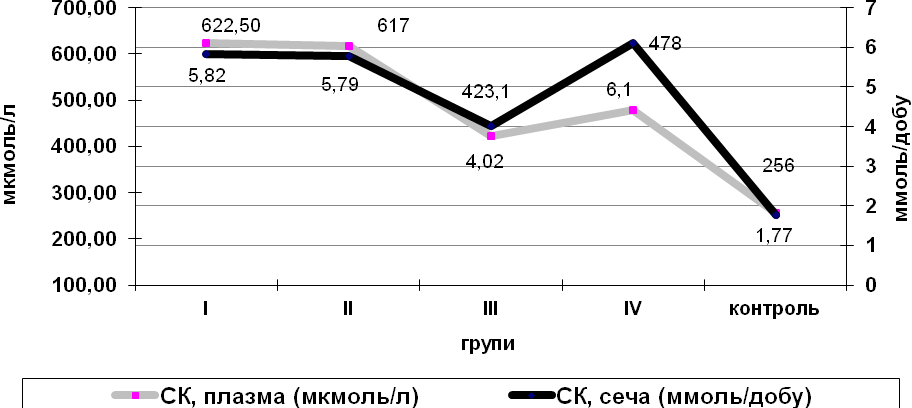 700,00
600,00
500,00
400,00
300,00
200,00
100,00
мкмоль/л
622,50
617
423,1
478
256
5,82
5,79
4,02
6,1
1,77
7
6
5
4
3
2
1
0
ммоль/добу
I
II
III
IV
контроль
групи
СК, плазма (мкмоль/л)
СК, сеча (ммоль/добу)